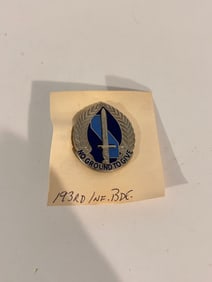 NO GROUND TO GIVE
193RD INF. BDE.